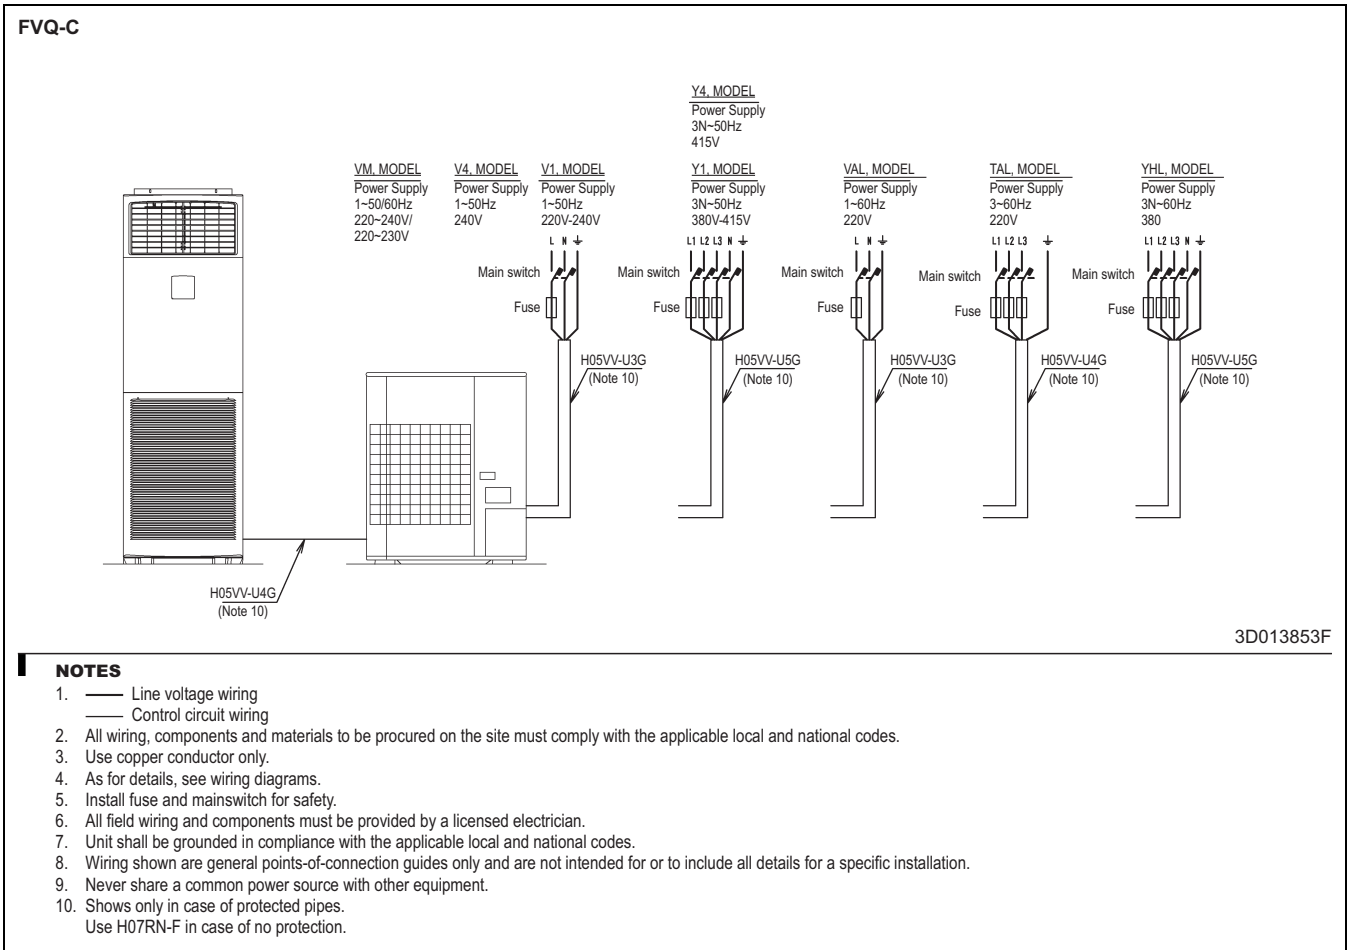 FVQ-C
Y4, MODEL
Power Supply
3N~50Hz
415V
VM, MODEL
Power Supply
1~50/60Hz
220~240V/
220~230V
V4, MODEL
Power Supply
1~50Hz
240V
V1, MODEL
Power Supply
1~50Hz
220V-240V
L N
Main switch
Fuse
H05VV-U3G
(Note 10)
Y1, MODEL
Power Supply
3N~50Hz
380V-415V
L1 L2 L3 N
Main switch
Fuse
H05VV-U5G
(Note 10)
VAL, MODEL
Power Supply
1~60Hz
220V
L N
Main switch
Fuse
H05VV-U3G
(Note 10)
TAL, MODEL
Power Supply
3~60Hz
220V
L1 L2 L3
Main switch
Fuse
H05VV-U4G
(Note 10)
YHL, MODEL
Power Supply
3N~60Hz
380
L1 L2 L3 N
Main switch
Fuse
H05VV-U5G
(Note 10)
H05VV-U4G
(Note 10)
3D013853F
NOTES
1. Line voltage wiring
Control circuit wiring
2. All wiring, components and materials to be procured on the site must comply with the applicable local and national codes.
3. Use copper conductor only.
4. As for details, see wiring diagrams.
5. Install fuse and mainswitch for safety.
6. All field wiring and components must be provided by a licensed electrician.
7. Unit shall be grounded in compliance with the applicable local and national codes.
8. Wiring shown are general points-of-connection guides only and are not intended for or to include all details for a specific installation.
9. Never share a common power source with other equipment.
10. Shows only in case of protected pipes.
Use H07RN-F in case of no protection.